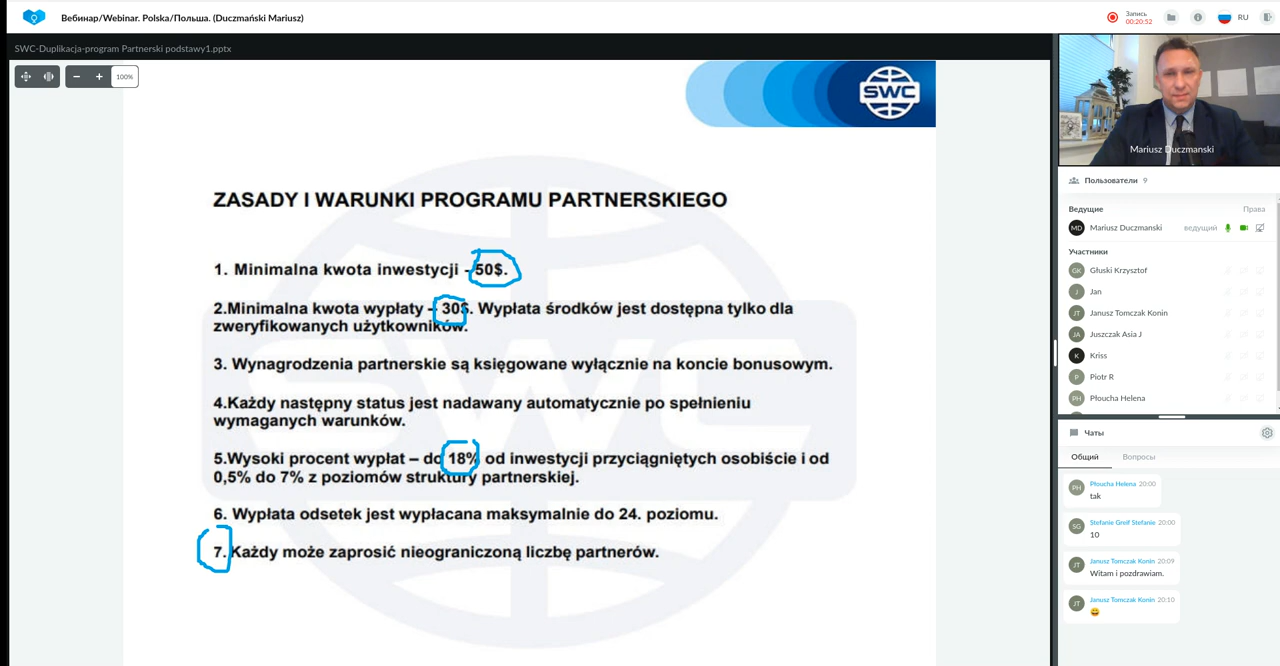 Вебинар/Webinar. Polska/Польша. (Duczmański Mariusz)
Запись
00:20:52
RU
SWC-Duplikacja-program Partnerski podstawy1.pptx
100%
SWC
ZASADY I WARUNKI PROGRAMU PARTNERSKIEGO
1. Minimalna kwota inwestycji - 50$.
2.Minimalna kwota wypłaty – 30$. Wypłata środków jest dostępna tylko dla
zweryfikowanych użytkowników.
3. Wynagrodzenia partnerskie są księgowane wyłącznie na koncie bonusowym.
4.Każdy następny status jest nadawany automatycznie po spełnieniu
wymaganych warunków.
5.Wysoki procent wypłat – do 18% od inwestycji przyciągniętych osobiście i od
0,5% do 7% z poziomów struktury partnerskiej.
6. Wypłata odsetek jest wypłacana maksymalnie do 24. poziomu.
7. Każdy może zaprosić nieograniczoną liczbę partnerów.
SWC
Mariusz Duczmanski
Пользователи 9
Ведущие Права
MD Mariusz Duczmanski ведущий
Участники
GK Głuski Krzysztof
J Jan
JT Janusz Tomczak Konin
JA Juszczak Asia J
K Kriss
P Piotr R
PH Płoucha Helena
Чаты
Общий Вопросы
PH Płoucha Helena 20:00
tak
SG Stefanie Greif Stefanie 20:00
10
JT Janusz Tomczak Konin 20:09
Witam i pozdrawiam.
JT Janusz Tomczak Konin 20:10